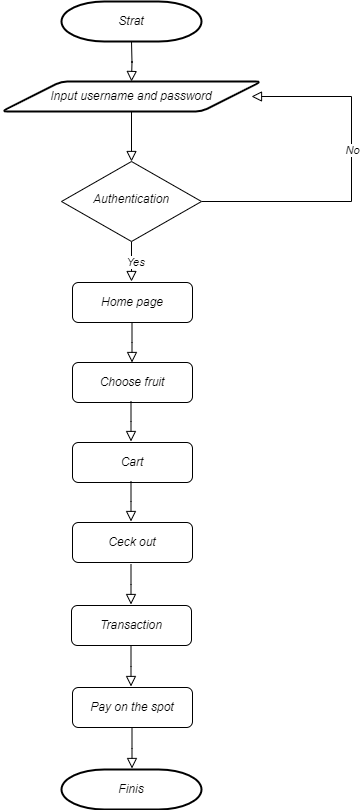 Strat
Input username and password
No
Authentication
Yes
Home page
Choose fruit
Cart
Ceck out
Transaction
Pay on the spot
Finis